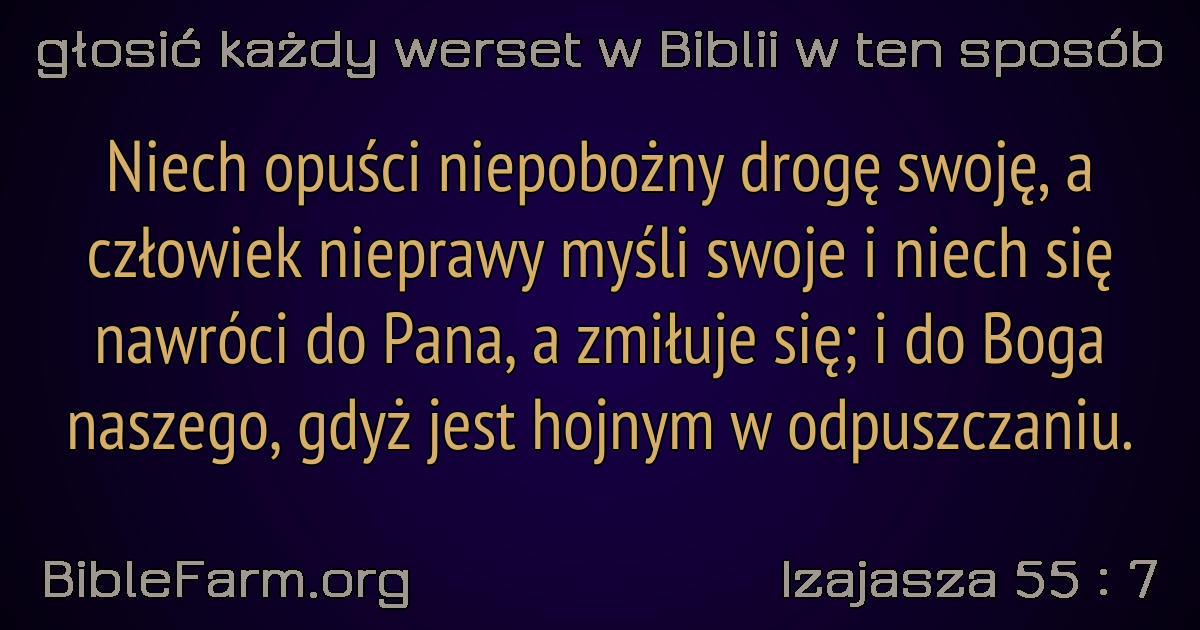 głosić każdy werset w Biblii w ten sposób
Niech opuści niepobożny drogę swoję, a
człowiek nieprawy myśli swoje i niech się
nawróci do Pana, a zmiłuje się; i do Boga
naszego, gdyż jest hojnym w odpuszczaniu.
BibleFarm.org
Izajasza 55 : 7